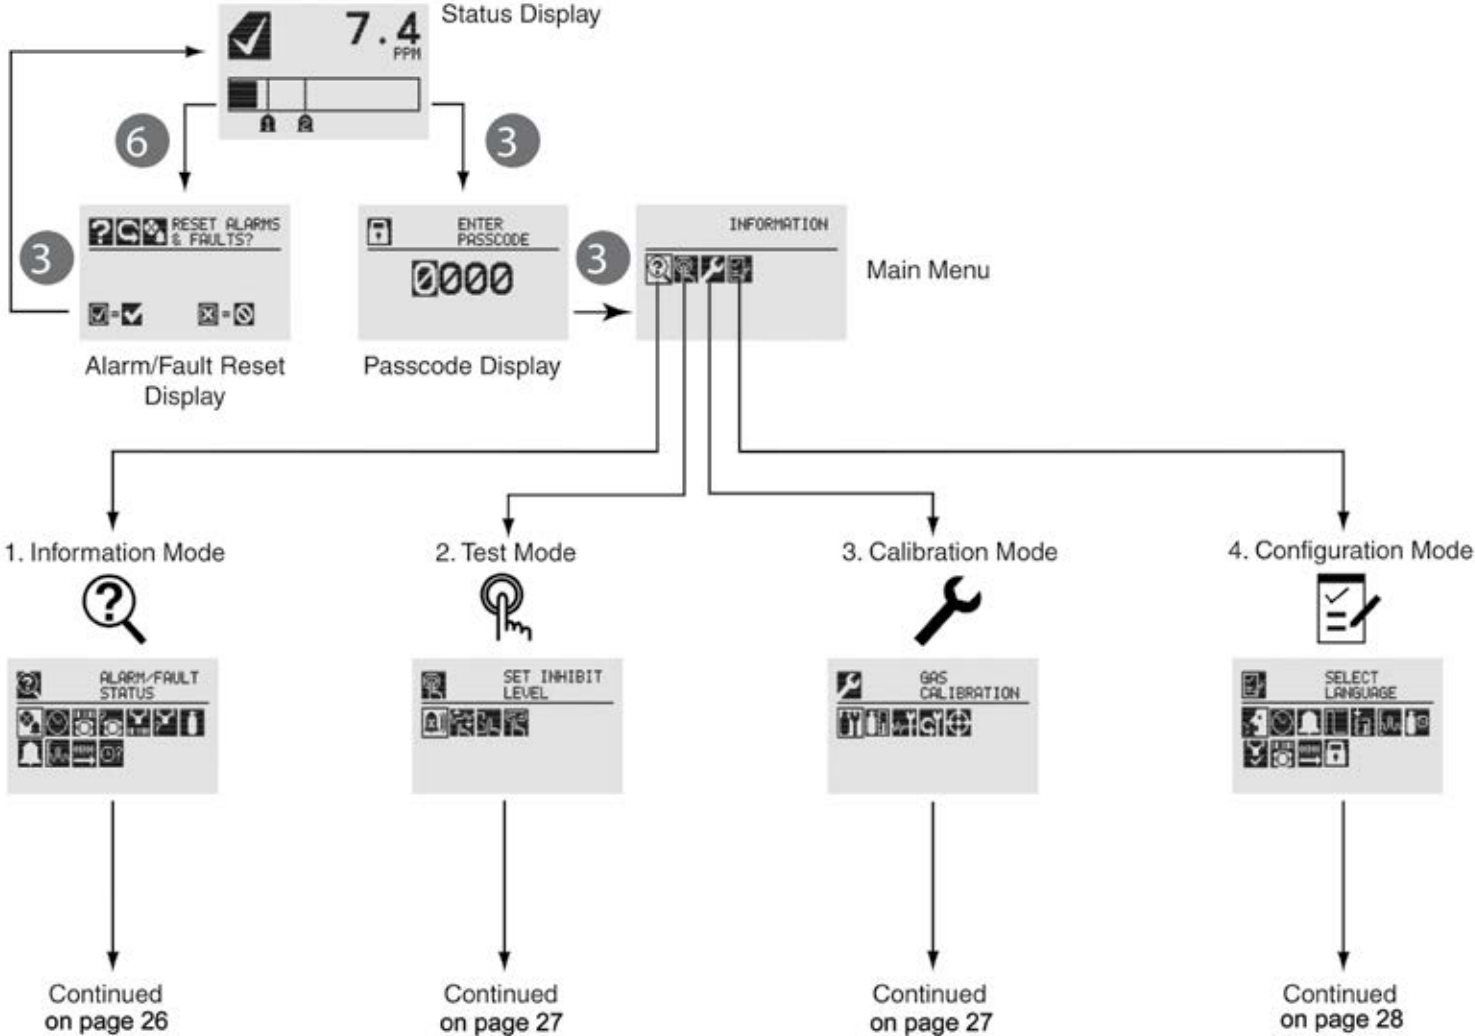 Status Display
7.4
PPM
1 2
6
3
RESET ALARMS
& FAULTS?
3
=
=
Alarm/Fault Reset
Display
ENTER
PASSCODE
0000
Passcode Display
3
INFORMATION
Main Menu
1. Information Mode
?
ALARM/FAULT
STATUS
Continued
on page 26
2. Test Mode
SET INHIBIT
LEVEL
Continued
on page 27
3. Calibration Mode
GAS
CALIBRATION
Continued
on page 27
4. Configuration Mode
SELECT
LANGUAGE
Continued
on page 28